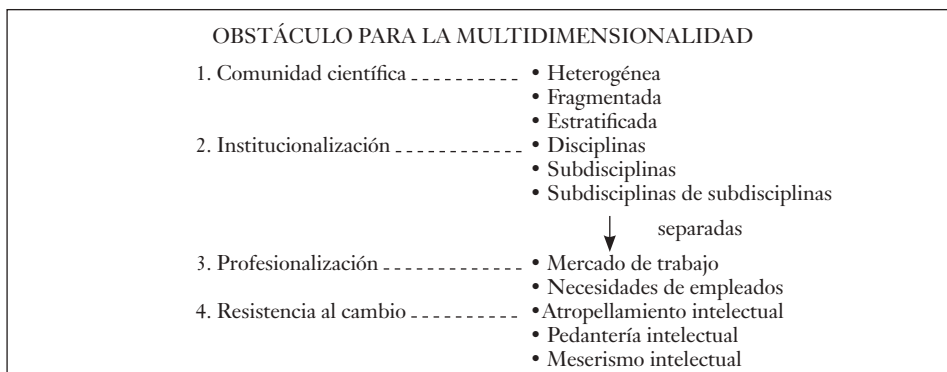 OBSTÁCULO PARA LA MULTIDIMENSIONALIDAD
1. Comunidad científica - - - - - - - - - - • Heterogénea
• Fragmentada
• Estratificada
2. Institucionalización - - - - - - - - - - - - • Disciplinas
• Subdisciplinas
• Subdisciplinas de subdisciplinas
separadas
3. Profesionalización - - - - - - - - - - - - - • Mercado de trabajo
• Necesidades de empleados
4. Resistencia al cambio - - - - - - - - - - •Atropellamiento intelectual
• Pedantería intelectual
• Meserismo intelectual